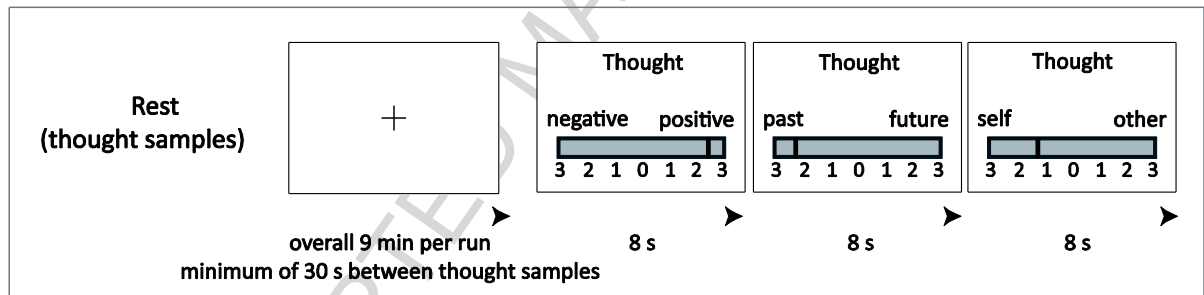 Rest
(thought samples)
Thought
negative positive
3 2 1 0 1 2 3
Thought
past future
3 2 1 0 1 2 3
Thought
self other
3 2 1 0 1 2 3
overall 9 min per run
minimum of 30 s between thought samples
8 s
8 s
8 s